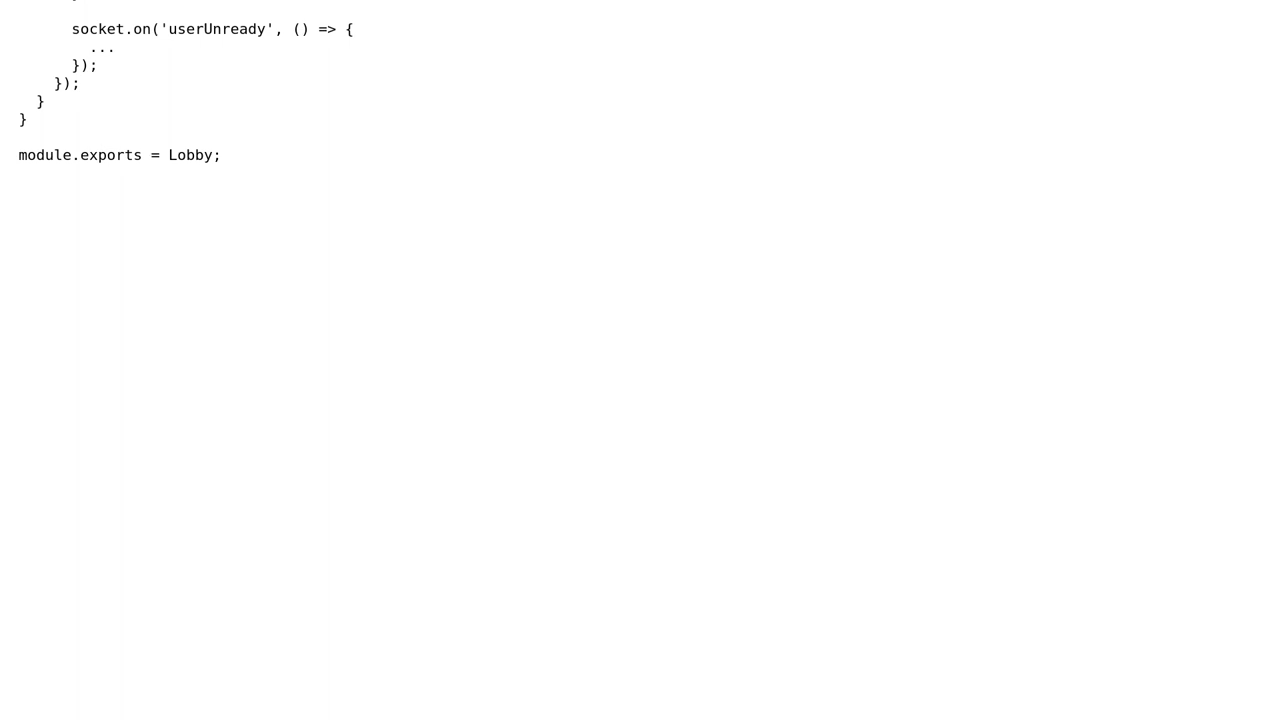 socket.on('userUnready', () => {
...
});
});
}
}
module.exports = Lobby;